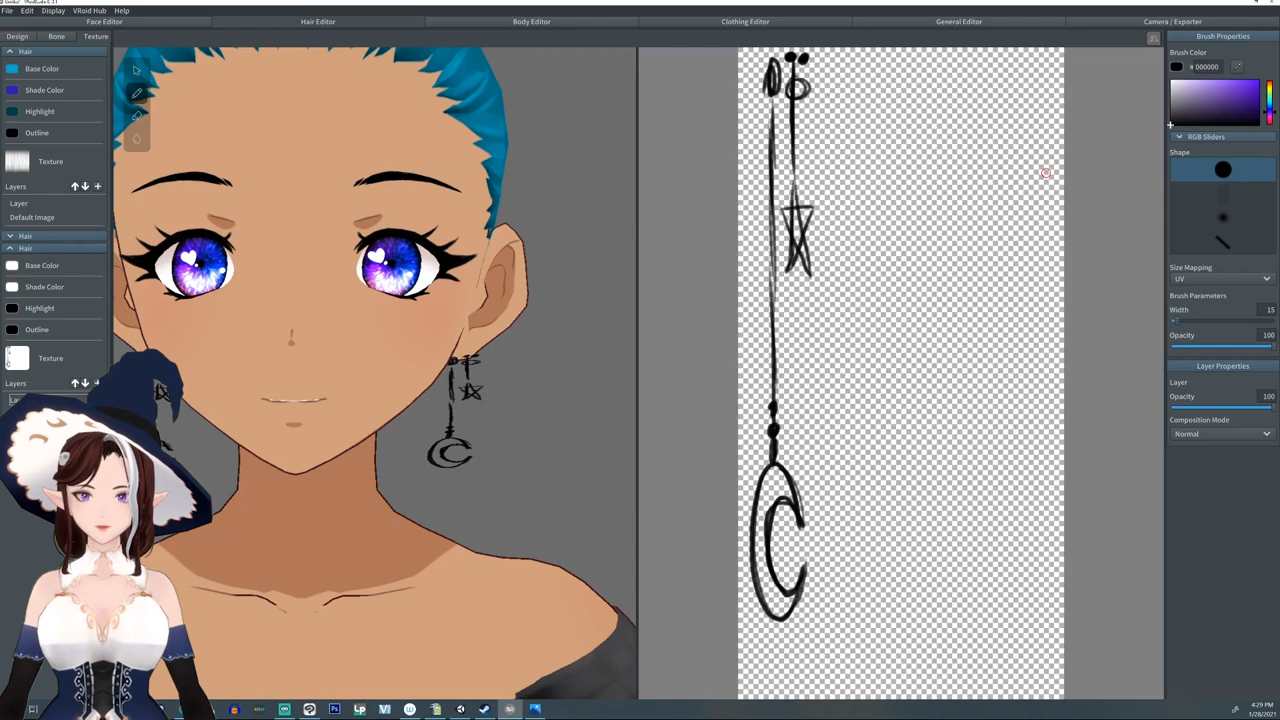 File Edit Display VRoid Hub
Face Editor Hair Editor Body Editor Clothing Editor General Editor Camera / Exporter
Design Bone Texture
Hair
Base Color
Shade Color
Highlight
Outline
Texture
Layers
Layer
Default Image
Hair
Hair
Base Color
Shade Color
Highlight
Outline
Texture
Layers
Brush Properties
Brush Color
# 000000
RGB Sliders
Shape
Size Mapping
UV
Brush Parameters
Width 15
Opacity 100
Layer Properties
Layer
Opacity 100
Composition Mode
Normal
Ps
Lp
4:29 PM
1/28/2021